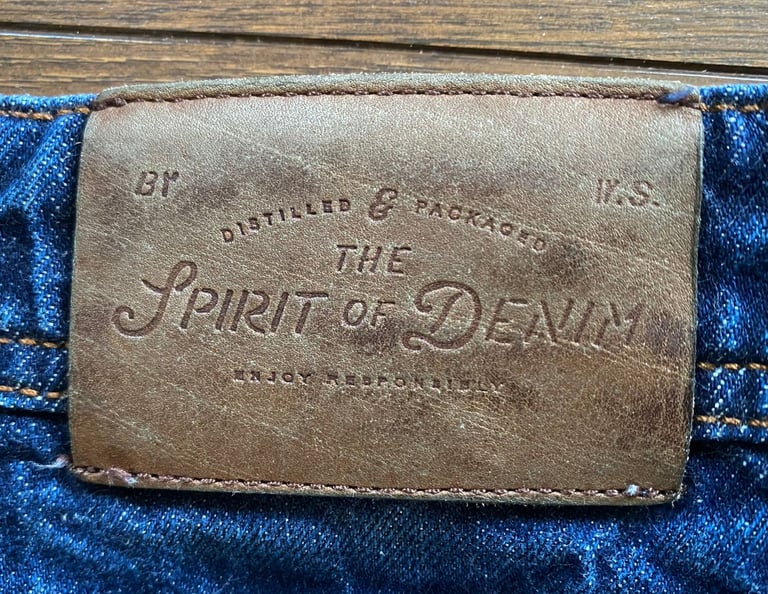 BY W.S.
DISTILLED & PACKAGED
THE
SPIRIT OF DENIM
ENJOY RESPONSIBLY